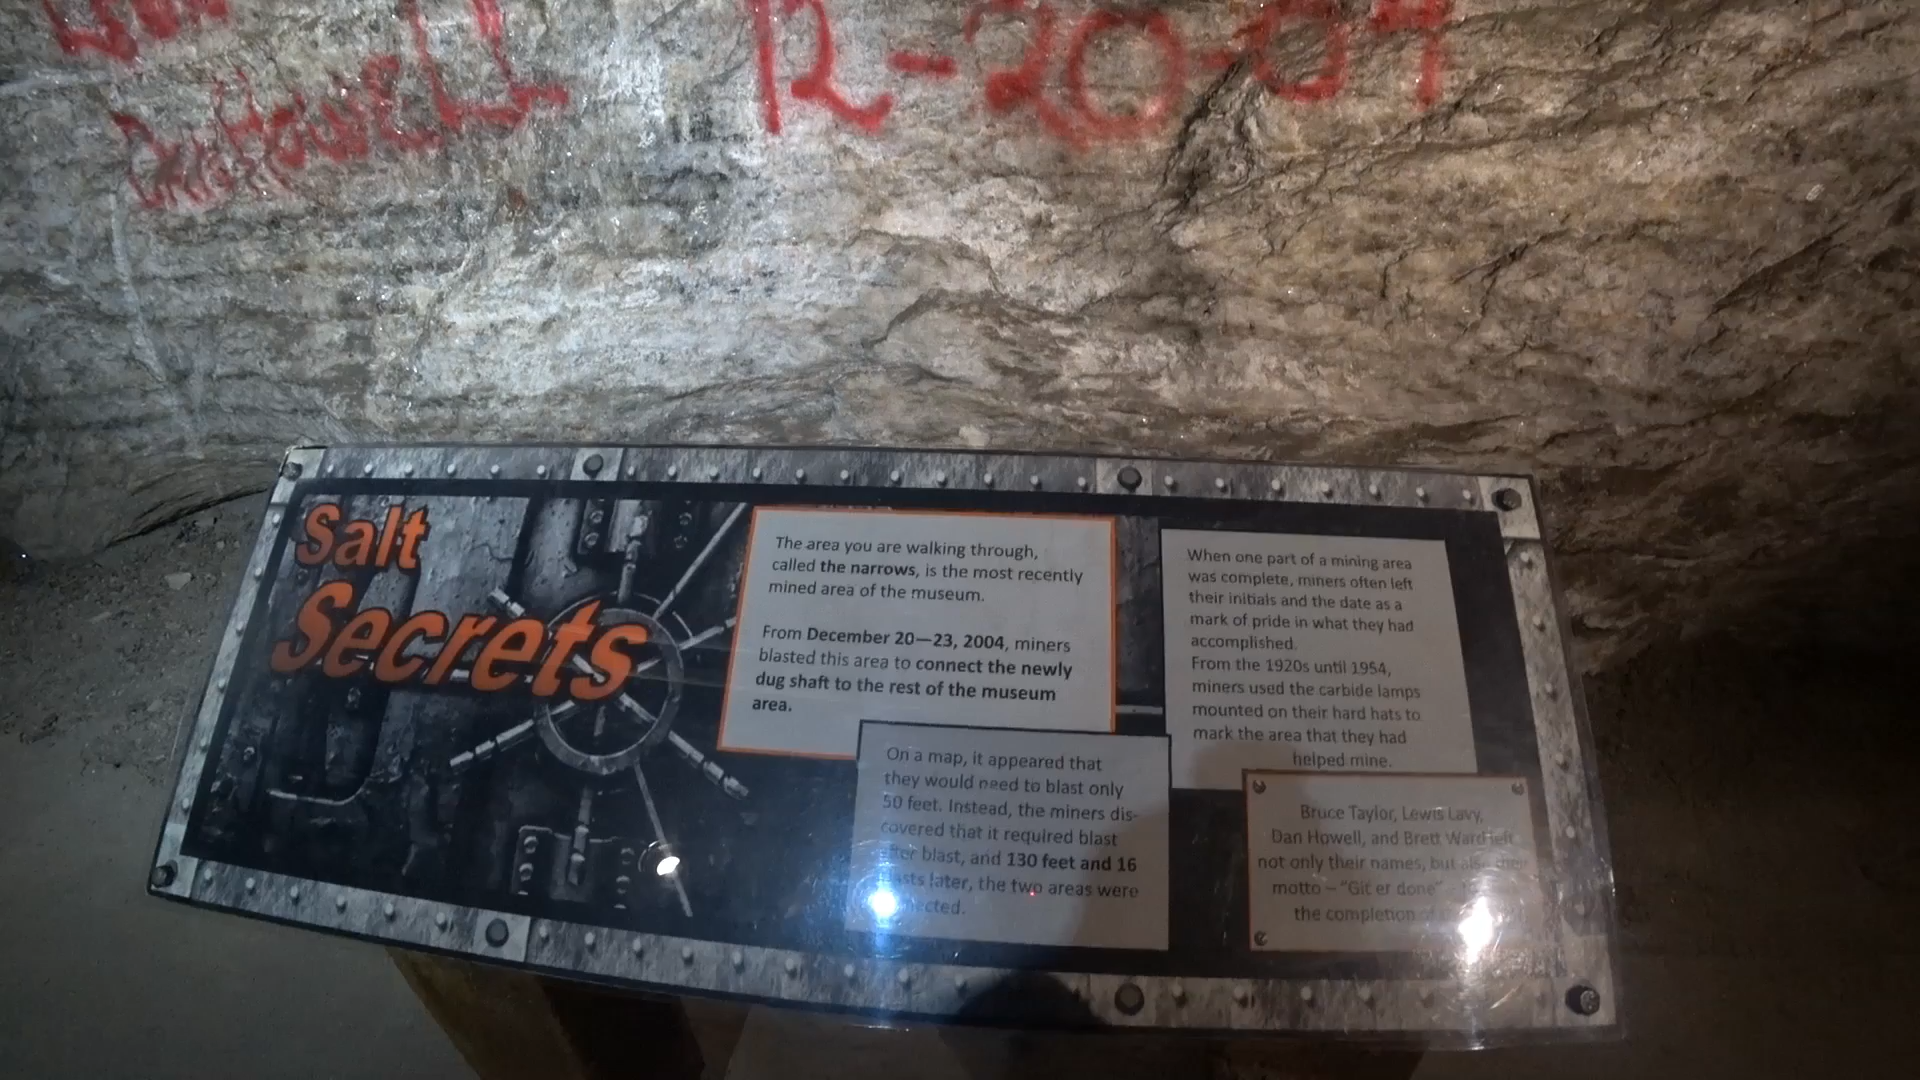 HOWELL
12-20-04
Salt
Secrets
The area you are walking through,
called the narrows, is the most recently
mined area of the museum.
From December 20—23, 2004, miners
blasted this area to connect the newly
dug shaft to the rest of the museum
area.
On a map, it appeared that
they would need to blast only
50 feet. Instead, the miners dis-
covered that it required blast
after blast, and 130 feet and 16
later, the two areas were
When one part of a mining area
was complete, miners often left
their initials and the date as a
mark of pride in what they had
accomplished.
From the 1920s until 1954,
miners used the carbide lamps
mounted on their hard hats to
mark the area that they had
helped mine.
Bruce Taylor, Lewis Lavy,
Dan Howell, and Brett Ward left
not only their names, but also their
motto – "Git er done"
the completion of